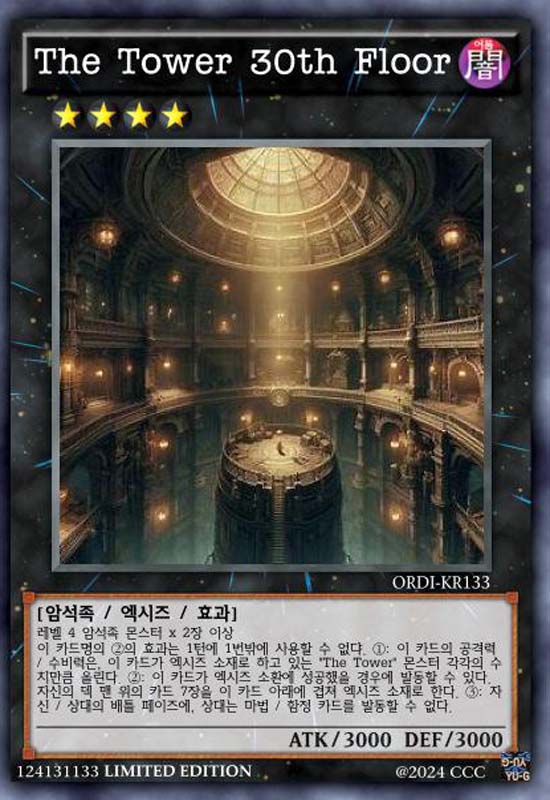 The Tower 30th Floor
어둠
闇
ORDI-KR133
[암석족 / 엑시즈 / 효과]
레벨 4 암석족 몬스터 x 2장 이상
이 카드명의 ②의 효과는 1턴에 1번밖에 사용할 수 없다. ①: 이 카드의 공격력
/ 수비력은, 이 카드가 엑시즈 소재로 하고 있는 "The Tower" 몬스터 각각의 수
치만큼 올린다. ②: 이 카드가 엑시즈 소환에 성공했을 경우에 발동할 수 있다.
자신의 덱 맨 위의 카드 7장을 이 카드 아래에 겹쳐 엑시즈 소재로 한다. ③: 자
신 / 상대의 배틀 페이즈에, 상대는 마법 / 함정 카드를 발동할 수 없다.
ATK/3000 DEF/3000
124131133 LIMITED EDITION
@2024 CCC
YU-G